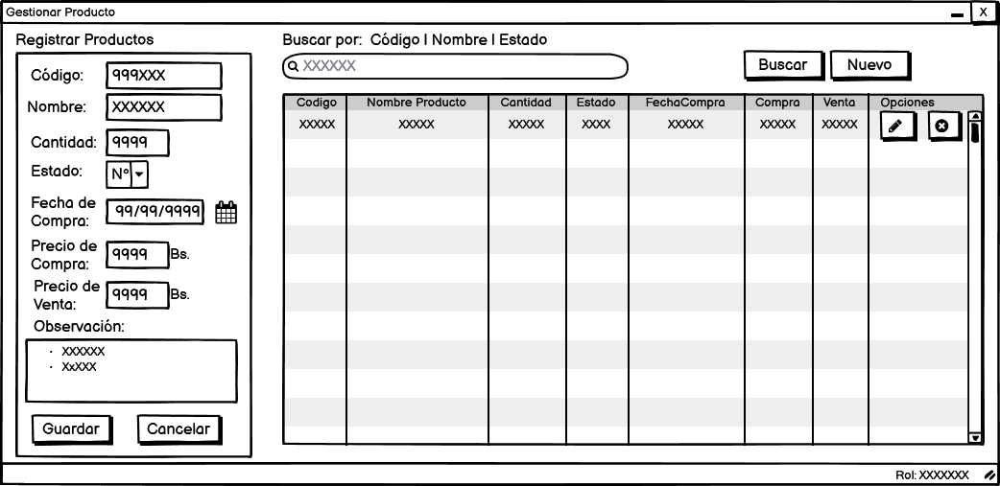 Gestionar Producto
X
Registrar Productos
Código: 999XXX
Nombre: XXXXXX
Cantidad: 9999
Estado: Nº
Fecha de
Compra: 99/99/9999
Precio de
Compra: 9999 Bs.
Precio de
Venta: 9999 Bs.
Observación:
· XXXXXX
· XxXXX
Guardar Cancelar
Buscar por: Código | Nombre | Estado
XXXXXX
Buscar Nuevo
Codigo Nombre Producto Cantidad Estado FechaCompra Compra Venta Opciones
XXXXX XXXXX XXXXX XXXX XXXXX XXXXX XXXXX
Rol: XXXXXXX